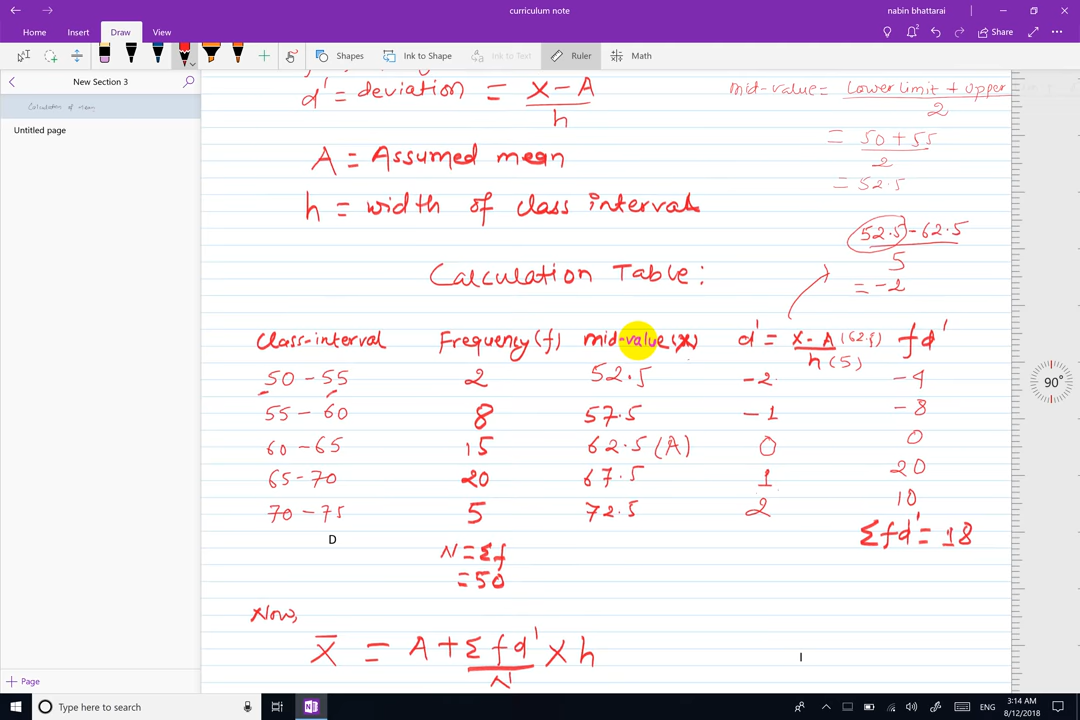 curriculum note
nabin bhattarai
Home Insert Draw View
Share
Shapes Ink to Shape Ink to Text Ruler Math
New Section 3
Calculation of mean
Untitled page
d' = deviation = x - A / h
mid-value = Lower limit + Upper / 2
= 50 + 55 / 2
= 52.5
A = Assumed mean
h = width of class interval
52.5 - 62.5 / 5
= -2
Calculation Table:
class-interval Frequency(f) mid-value(x) d' = x - A (62.5) / h (5) fd'
50 - 55 2 52.5 -2 -4
55 - 60 8 57.5 -1 -8
60 - 65 15 62.5 (A) 0 0
65 - 70 20 67.5 1 20
70 - 75 5 72.5 2 10
D
Σfd' = 18
N = Σf
= 50
Now,
X̅ = A + Σfd' / N × h
90°
+ Page
Type here to search
ENG
3:14 AM
8/12/2018